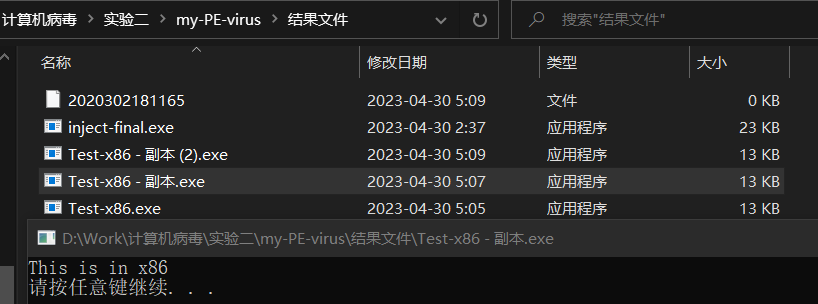 计算机病毒 > 实验二 > my-PE-virus > 结果文件
搜索"结果文件"
名称 修改日期 类型 大小
2020302181165 2023-04-30 5:09 文件 0 KB
inject-final.exe 2023-04-30 2:37 应用程序 23 KB
Test-x86 - 副本 (2).exe 2023-04-30 5:09 应用程序 13 KB
Test-x86 - 副本.exe 2023-04-30 5:07 应用程序 13 KB
Test-x86.exe 2023-04-30 5:05 应用程序 13 KB
D:\Work\计算机病毒\实验二\my-PE-virus\结果文件\Test-x86 - 副本.exe
This is in x86
请按任意键继续. . .